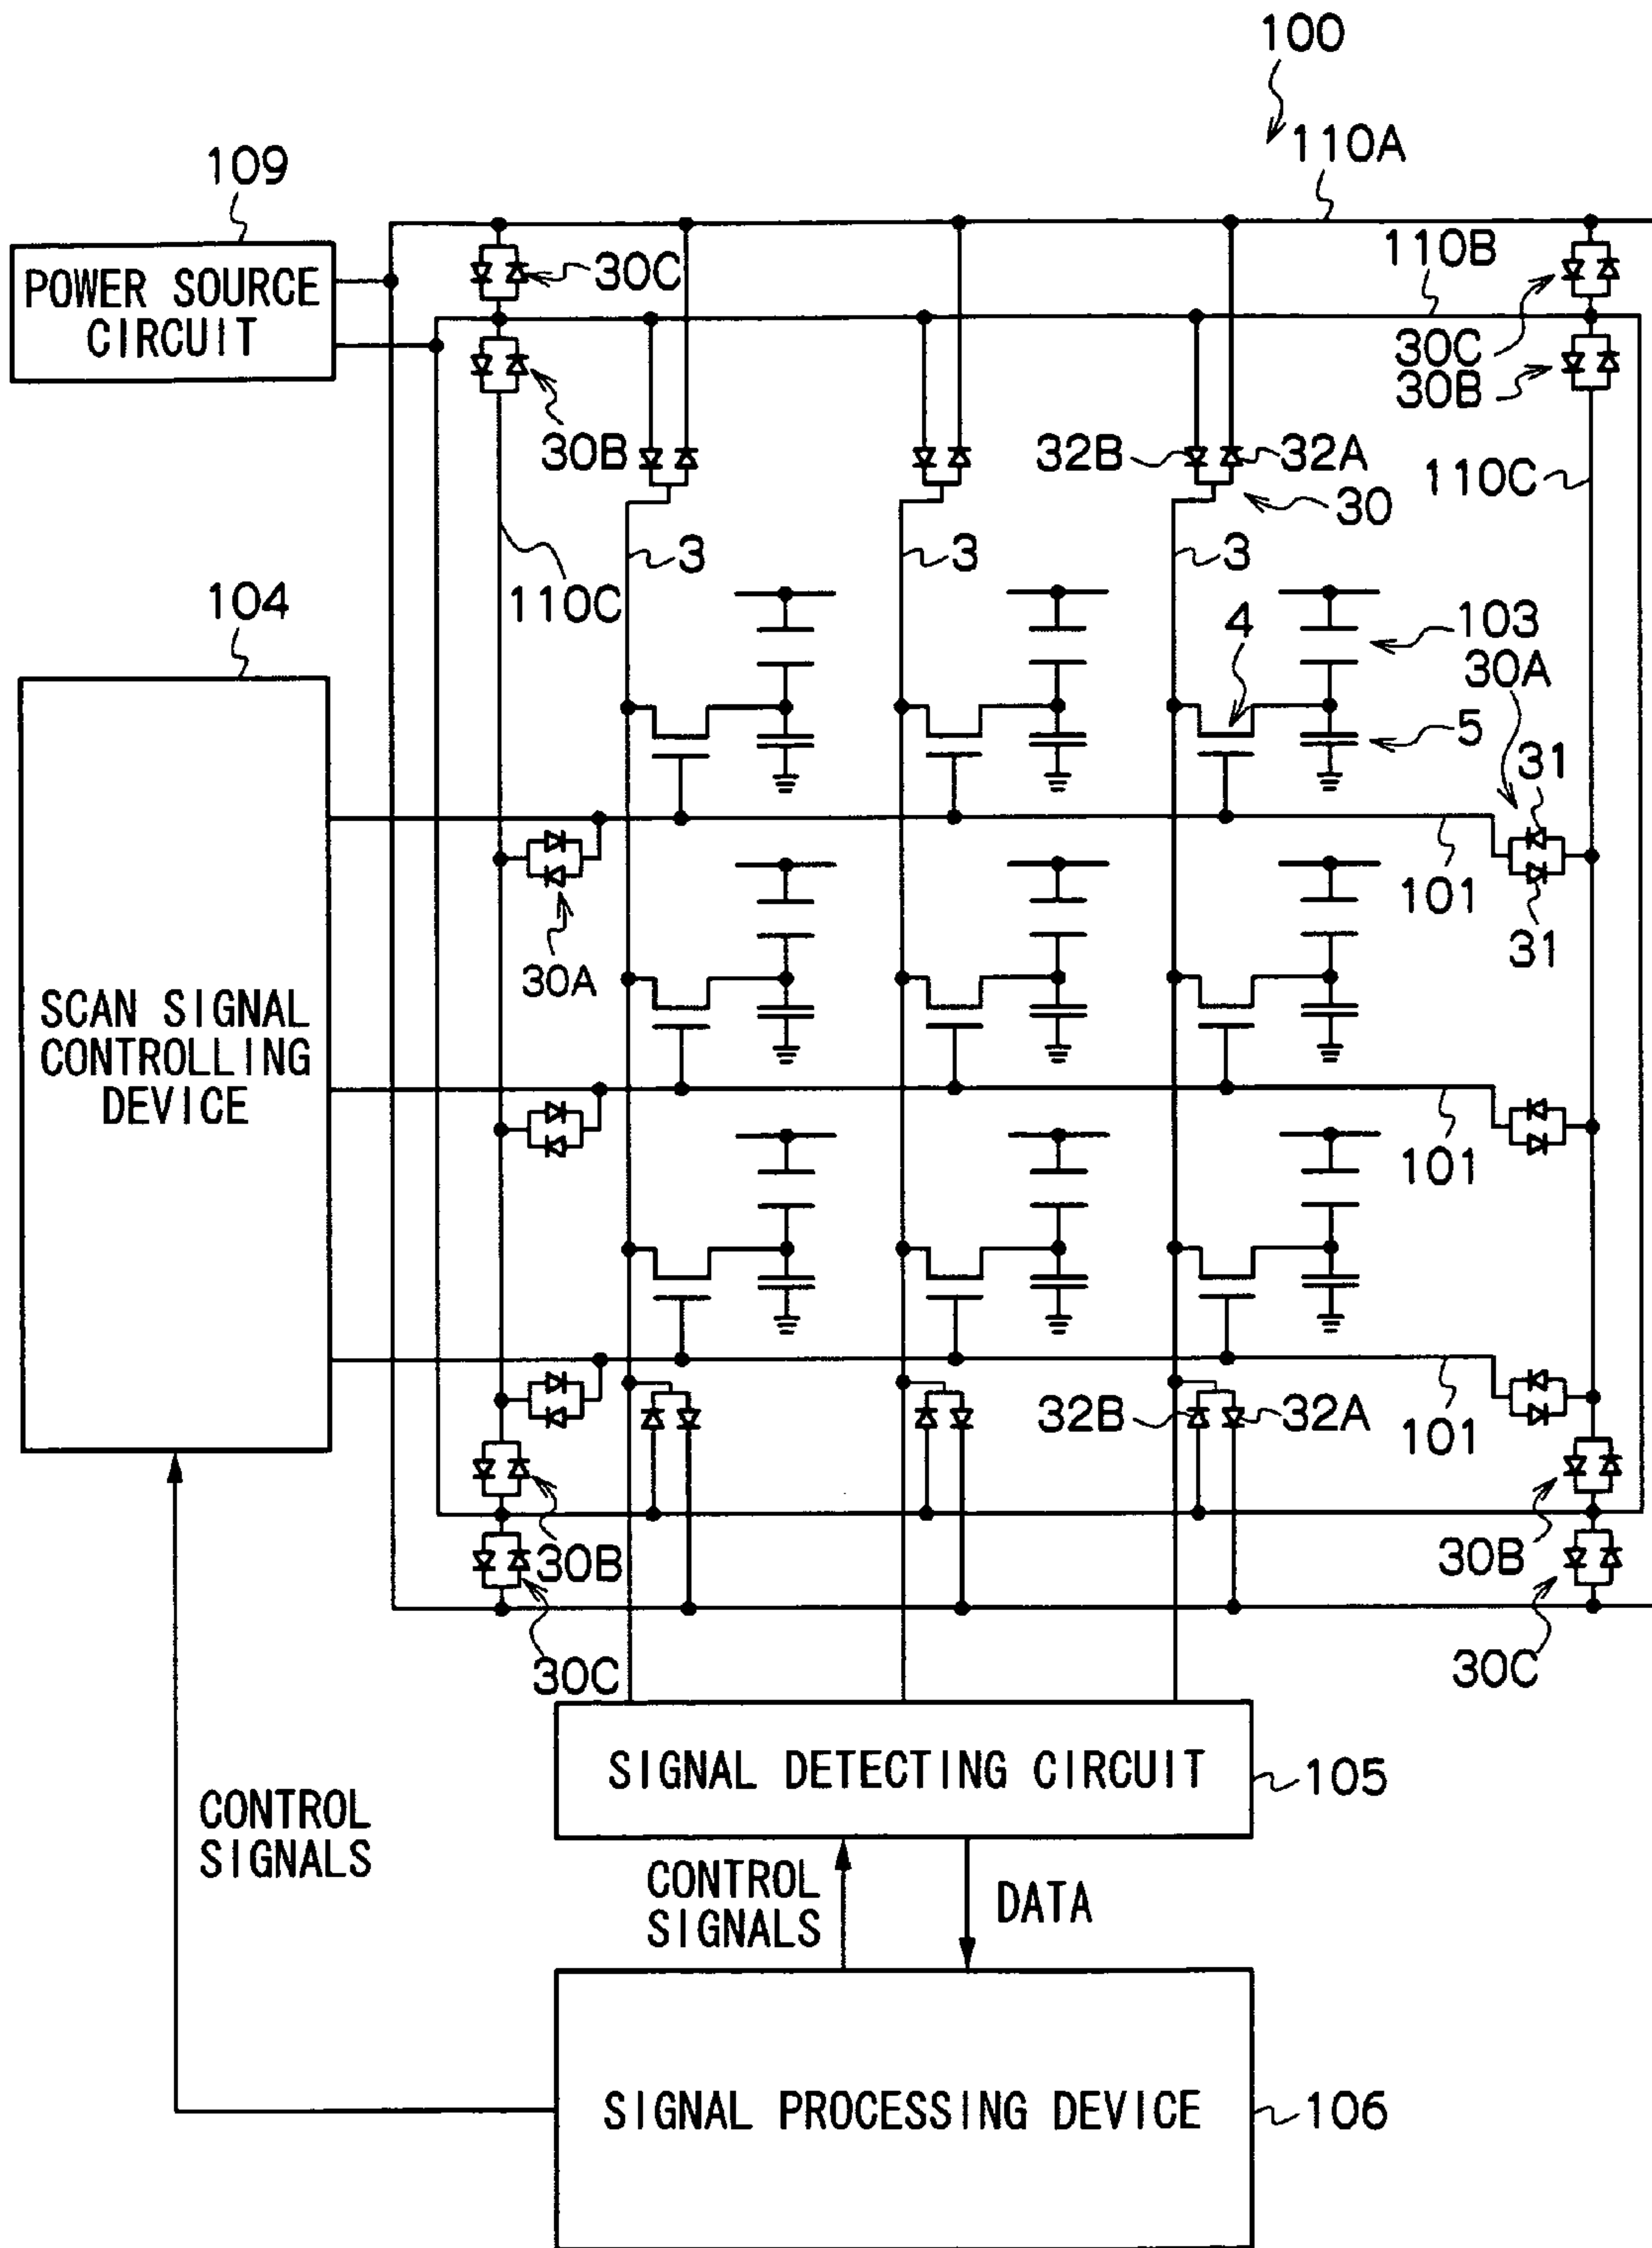 100
110A
109
110B
POWER SOURCE
CIRCUIT
30C
30C
30B
30B
32B
32A
110C
30
3
3
3
110C
104
4
103
30A
5
31
101
31
30A
SCAN SIGNAL
CONTROLLING
DEVICE
101
32B
32A
101
30B
30B
30C
30C
SIGNAL DETECTING CIRCUIT
105
CONTROL
SIGNALS
CONTROL
SIGNALS
DATA
SIGNAL PROCESSING DEVICE
106